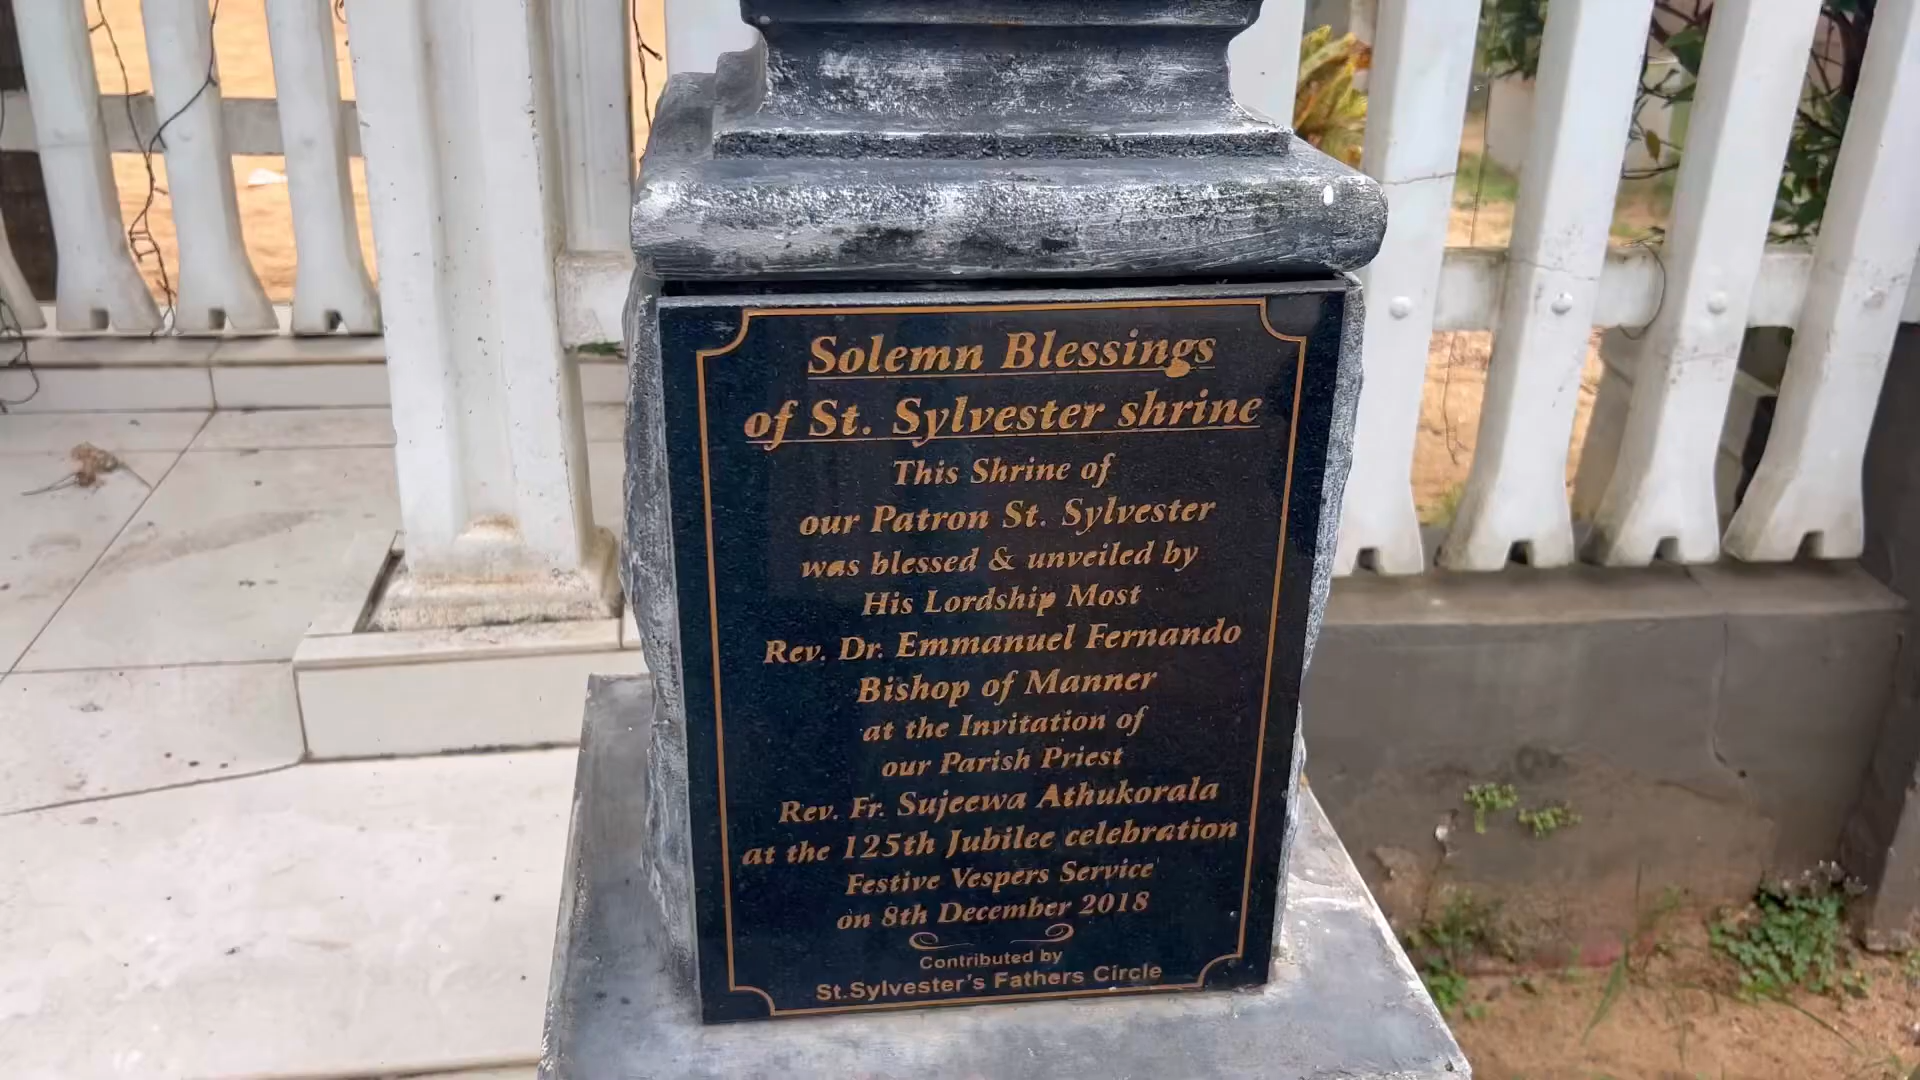 Solemn Blessings
of St. Sylvester shrine
This Shrine of
our Patron St. Sylvester
was blessed & unveiled by
His Lordship Most
Rev. Dr. Emmanuel Fernando
Bishop of Manner
at the Invitation of
our Parish Priest
Rev. Fr. Sujeewa Athukorala
at the 125th Jubilee celebration
Festive Vespers Service
on 8th December 2018
Contributed by
St.Sylvester's Fathers Circle